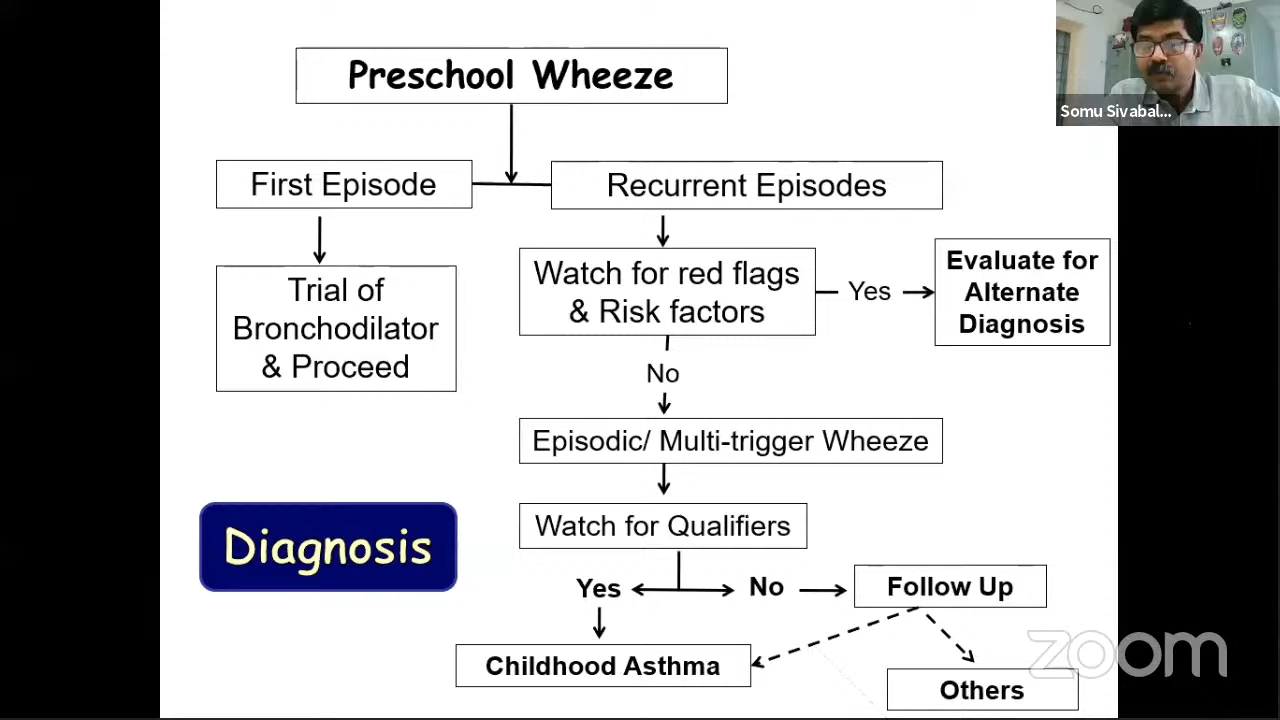 Preschool Wheeze
Somu Sivabal...
First Episode
Recurrent Episodes
Trial of
Bronchodilator
& Proceed
Watch for red flags
& Risk factors
Yes
Evaluate for
Alternate
Diagnosis
No
Episodic/ Multi-trigger Wheeze
Watch for Qualifiers
Diagnosis
Yes
No
Follow Up
Childhood Asthma
Others
zoom